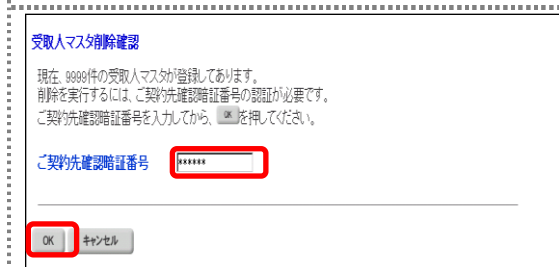 受取人マスタ削除確認
現在、9999件の受取人マスタが登録してあります。
削除を実行するには、ご契約先確認暗証番号の認証が必要です。
ご契約先確認暗証番号を入力してから、 OK を押してください。
ご契約先確認暗証番号 ******
OK キャンセル